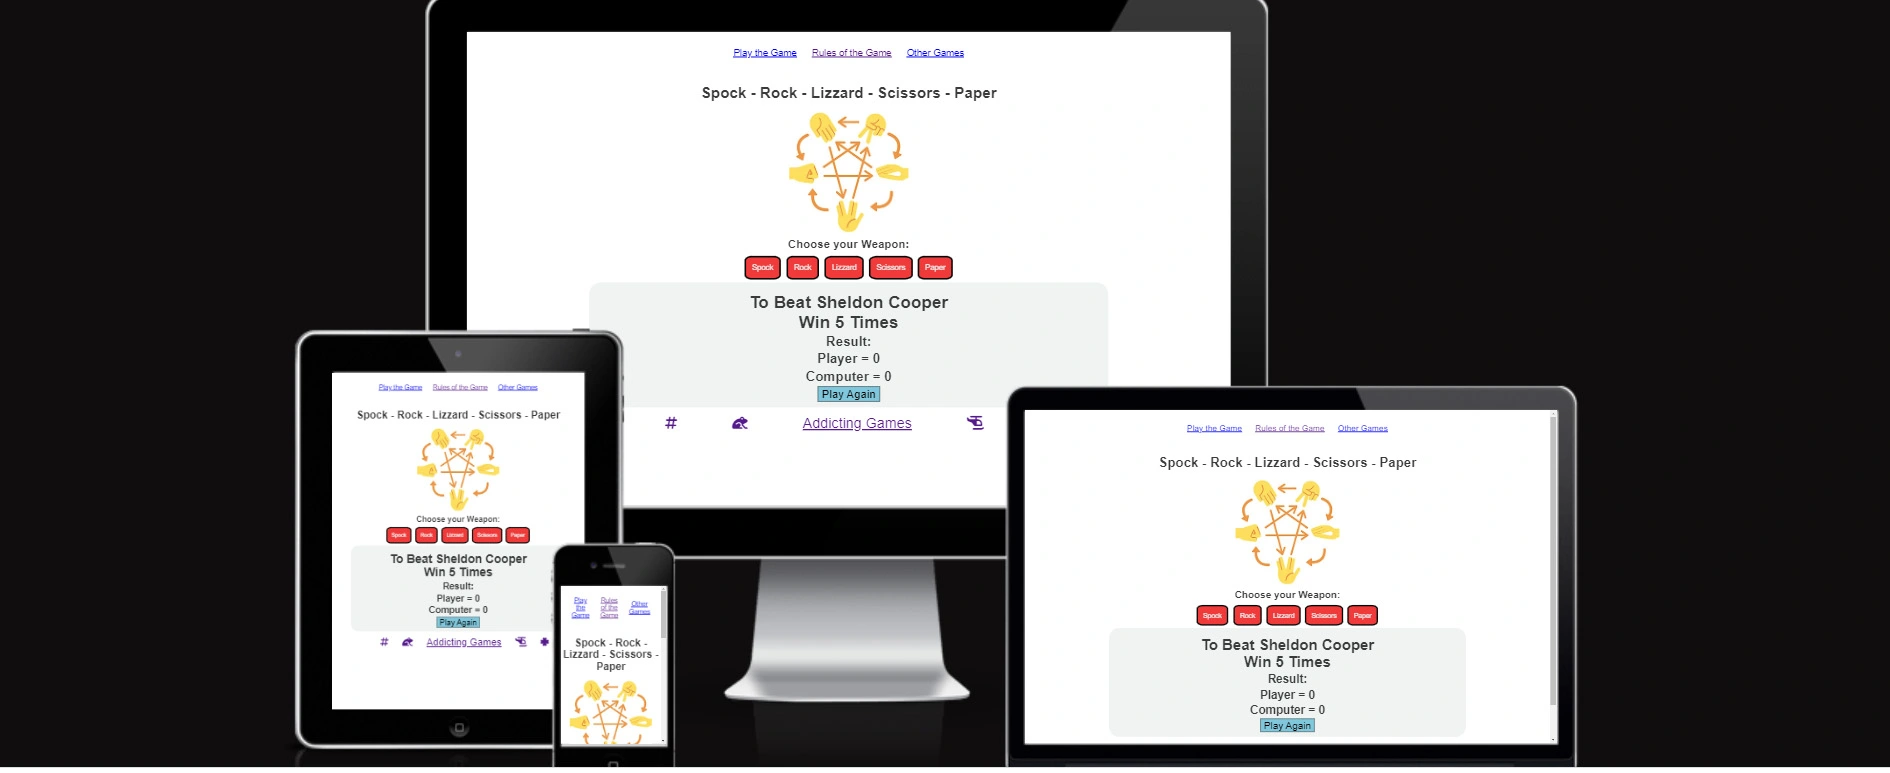 Play the Game Rules of the Game Other Games
Spock - Rock - Lizzard - Scissors - Paper
Choose your Weapon:
Spock Rock Lizzard Scissors Paper
To Beat Sheldon Cooper
Win 5 Times
Result:
Player = 0
Computer = 0
Play Again
# Addicting Games
Play the Game Rules of the Game Other Games
Spock - Rock - Lizzard - Scissors - Paper
Choose your Weapon:
Spock Rock Lizzard Scissors Paper
To Beat Sheldon Cooper
Win 5 Times
Result:
Player = 0
Computer = 0
Play Again
# Addicting Games
Play Rules Other
the of the Games
Game Game
Spock - Rock -
Lizzard - Scissors -
Paper
Play the Game Rules of the Game Other Games
Spock - Rock - Lizzard - Scissors - Paper
Choose your Weapon:
Spock Rock Lizzard Scissors Paper
To Beat Sheldon Cooper
Win 5 Times
Result:
Player = 0
Computer = 0
Play Again